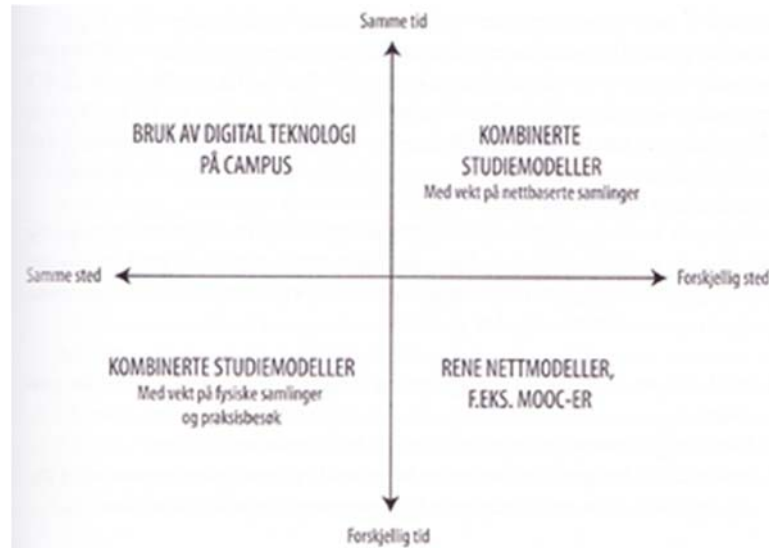 Samme tid
BRUK AV DIGITAL TEKNOLOGI
PÅ CAMPUS
KOMBINERTE
STUDIEMODELLER
Med vekt på nettbaserte samlinger
Samme sted
Forskjellig sted
KOMBINERTE STUDIEMODELLER
Med vekt på fysiske samlinger
og praksisbesøk
RENE NETTMODELLER,
F.EKS. MOOC-ER
Forskjellig tid